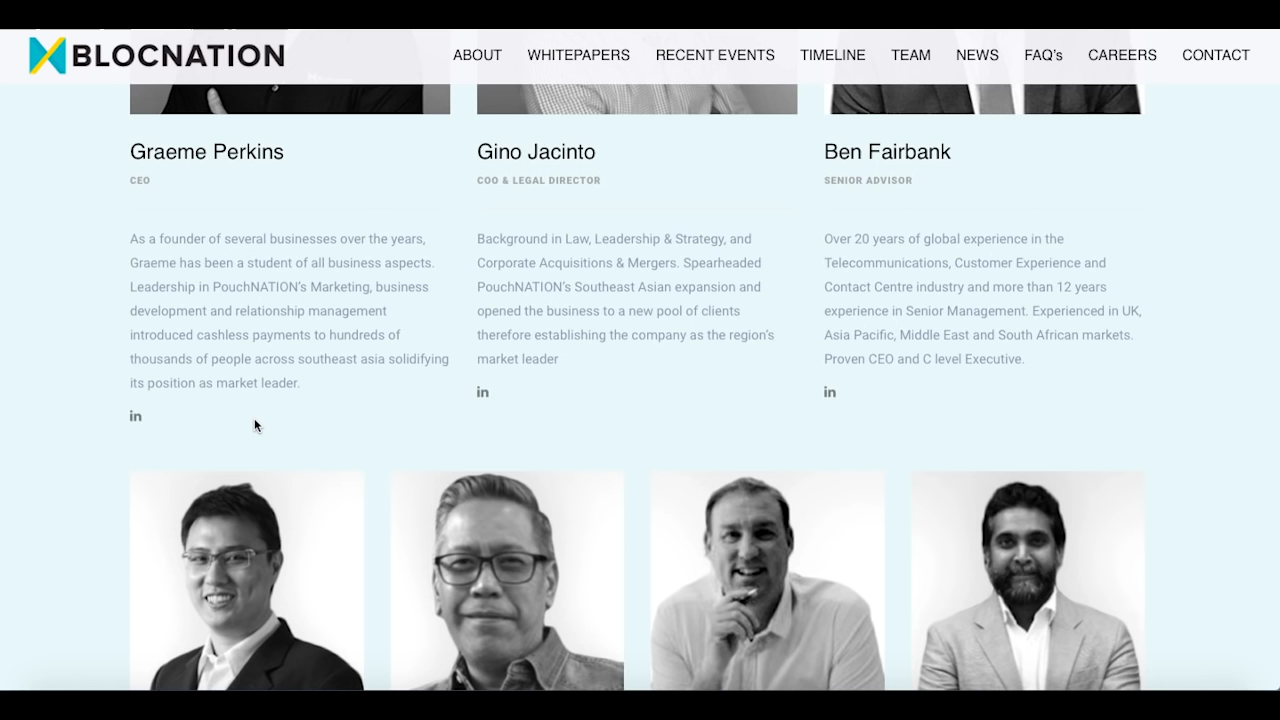 BLOCNATION
ABOUT WHITEPAPERS RECENT EVENTS TIMELINE TEAM NEWS FAQ's CAREERS CONTACT
Graeme Perkins
CEO
As a founder of several businesses over the years,
Graeme has been a student of all business aspects.
Leadership in PouchNATION's Marketing, business
development and relationship management
introduced cashless payments to hundreds of
thousands of people across southeast asia solidifying
its position as market leader.
in
Gino Jacinto
COO & LEGAL DIRECTOR
Background in Law, Leadership & Strategy, and
Corporate Acquisitions & Mergers. Spearheaded
PouchNATION's Southeast Asian expansion and
opened the business to a new pool of clients
therefore establishing the company as the region's
market leader
in
Ben Fairbank
SENIOR ADVISOR
Over 20 years of global experience in the
Telecommunications, Customer Experience and
Contact Centre industry and more than 12 years
experience in Senior Management. Experienced in UK,
Asia Pacific, Middle East and South African markets.
Proven CEO and C level Executive.
in